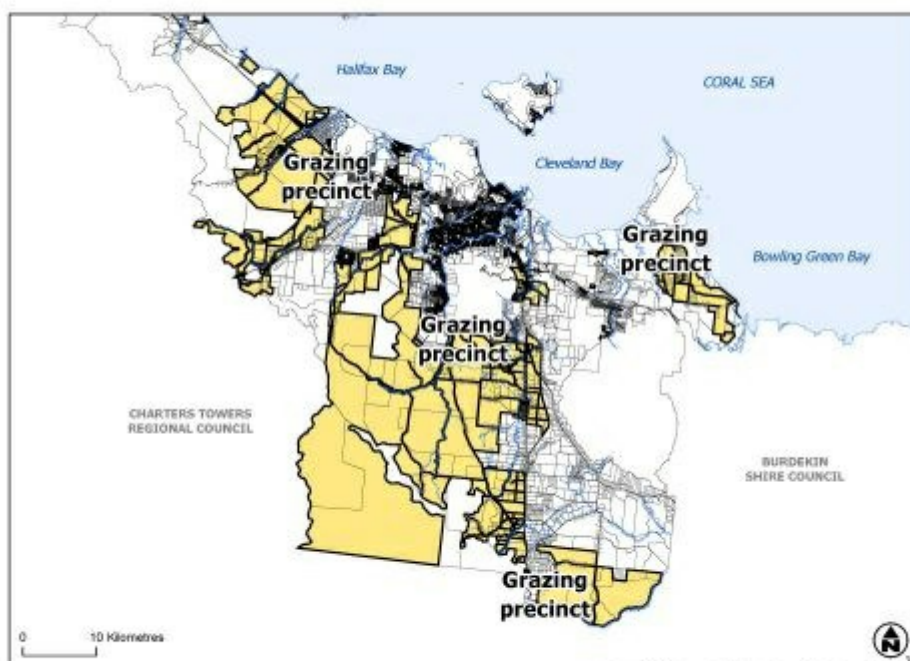 Halifax Bay
CORAL SEA
Grazing
precinct
Cleveland Bay
Grazing
precinct
Bowling Green Bay
Grazing
precinct
CHARTERS TOWERS
REGIONAL COUNCIL
BURDEKIN
SHIRE COUNCIL
Grazing
precinct
0 10 Kilometres
N